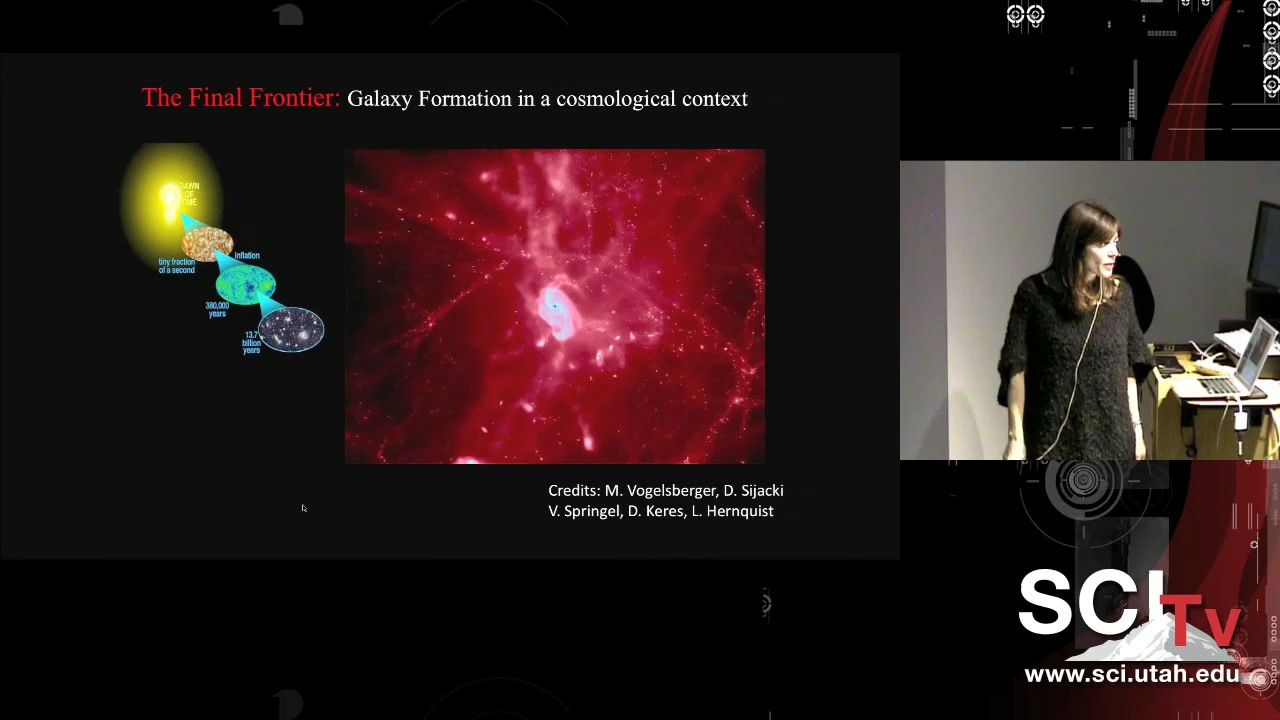 The Final Frontier: Galaxy Formation in a cosmological context
DAWN
OF
TIME
tiny fraction
of a second
inflation
380,000
years
13.7
billion
years
Credits: M. Vogelsberger, D. Sijacki
V. Springel, D. Keres, L. Hernquist
SCI
Tv
www.sci.utah.edu